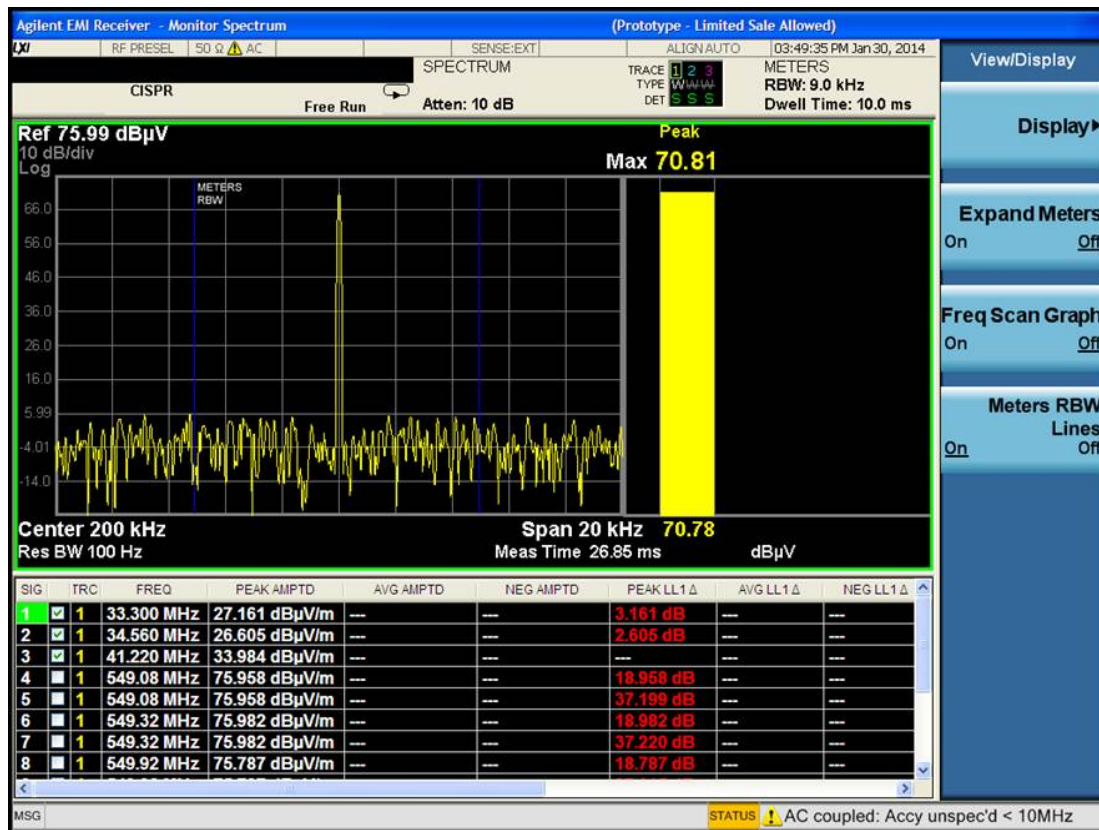 Agilent EMI Receiver - Monitor Spectrum (Prototype - Limited Sale Allowed)
LXI RF PRESEL 50 Ω AC SENSE:EXT ALIGN AUTO 03:49:35 PM Jan 30, 2014
SPECTRUM TRACE 1 2 3 METERS
TYPE W W W
CISPR RBW: 9.0 kHz
Free Run Atten: 10 dB DET S S S Dwell Time: 10.0 ms
Ref 75.99 dBµV Peak
10 dB/div
Log Max 70.81
METERS
RBW
66.0
56.0
46.0
36.0
26.0
16.0
5.99
-4.01
-14.0
Center 200 kHz Span 20 kHz 70.78
Res BW 100 Hz Meas Time 26.85 ms dBµV
SIG TRC FREQ PEAK AMPTD AVG AMPTD NEG AMPTD PEAK LL1 Δ AVG LL1 Δ NEG LL1 Δ
1 1 33.300 MHz 27.161 dBµV/m --- --- 3.161 dB --- ---
2 1 34.560 MHz 26.605 dBµV/m --- --- 2.605 dB --- ---
3 1 41.220 MHz 33.984 dBµV/m --- --- --- --- ---
4 1 549.08 MHz 75.958 dBµV/m --- --- 18.958 dB --- ---
5 1 549.08 MHz 75.958 dBµV/m --- --- 37.199 dB --- ---
6 1 549.32 MHz 75.982 dBµV/m --- --- 18.982 dB --- ---
7 1 549.32 MHz 75.982 dBµV/m --- --- 37.220 dB --- ---
8 1 549.92 MHz 75.787 dBµV/m --- --- 18.787 dB --- ---
MSG STATUS AC coupled: Accy unspec'd < 10MHz
View/Display
Display
Expand Meters
On Off
Freq Scan Graph
On Off
Meters RBW
Lines
On Off